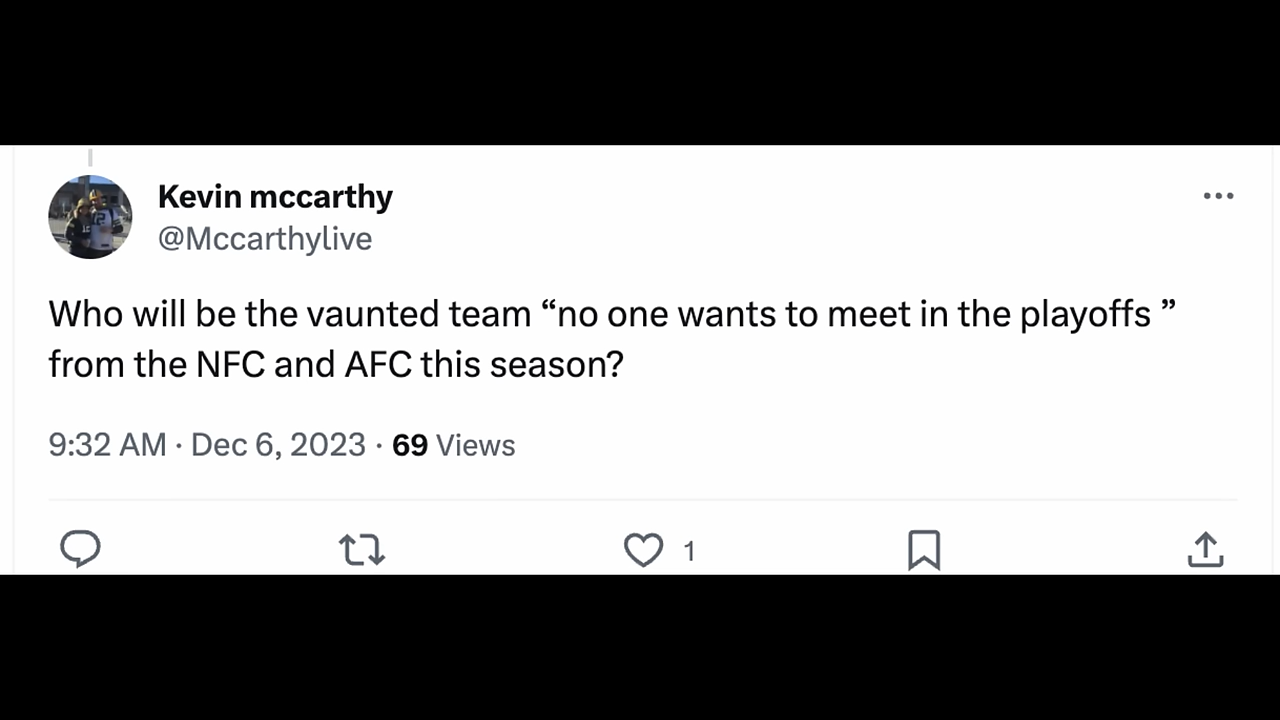 Kevin mccarthy
@Mccarthylive
Who will be the vaunted team “no one wants to meet in the playoffs ”
from the NFC and AFC this season?
9:32 AM · Dec 6, 2023 · 69 Views
1